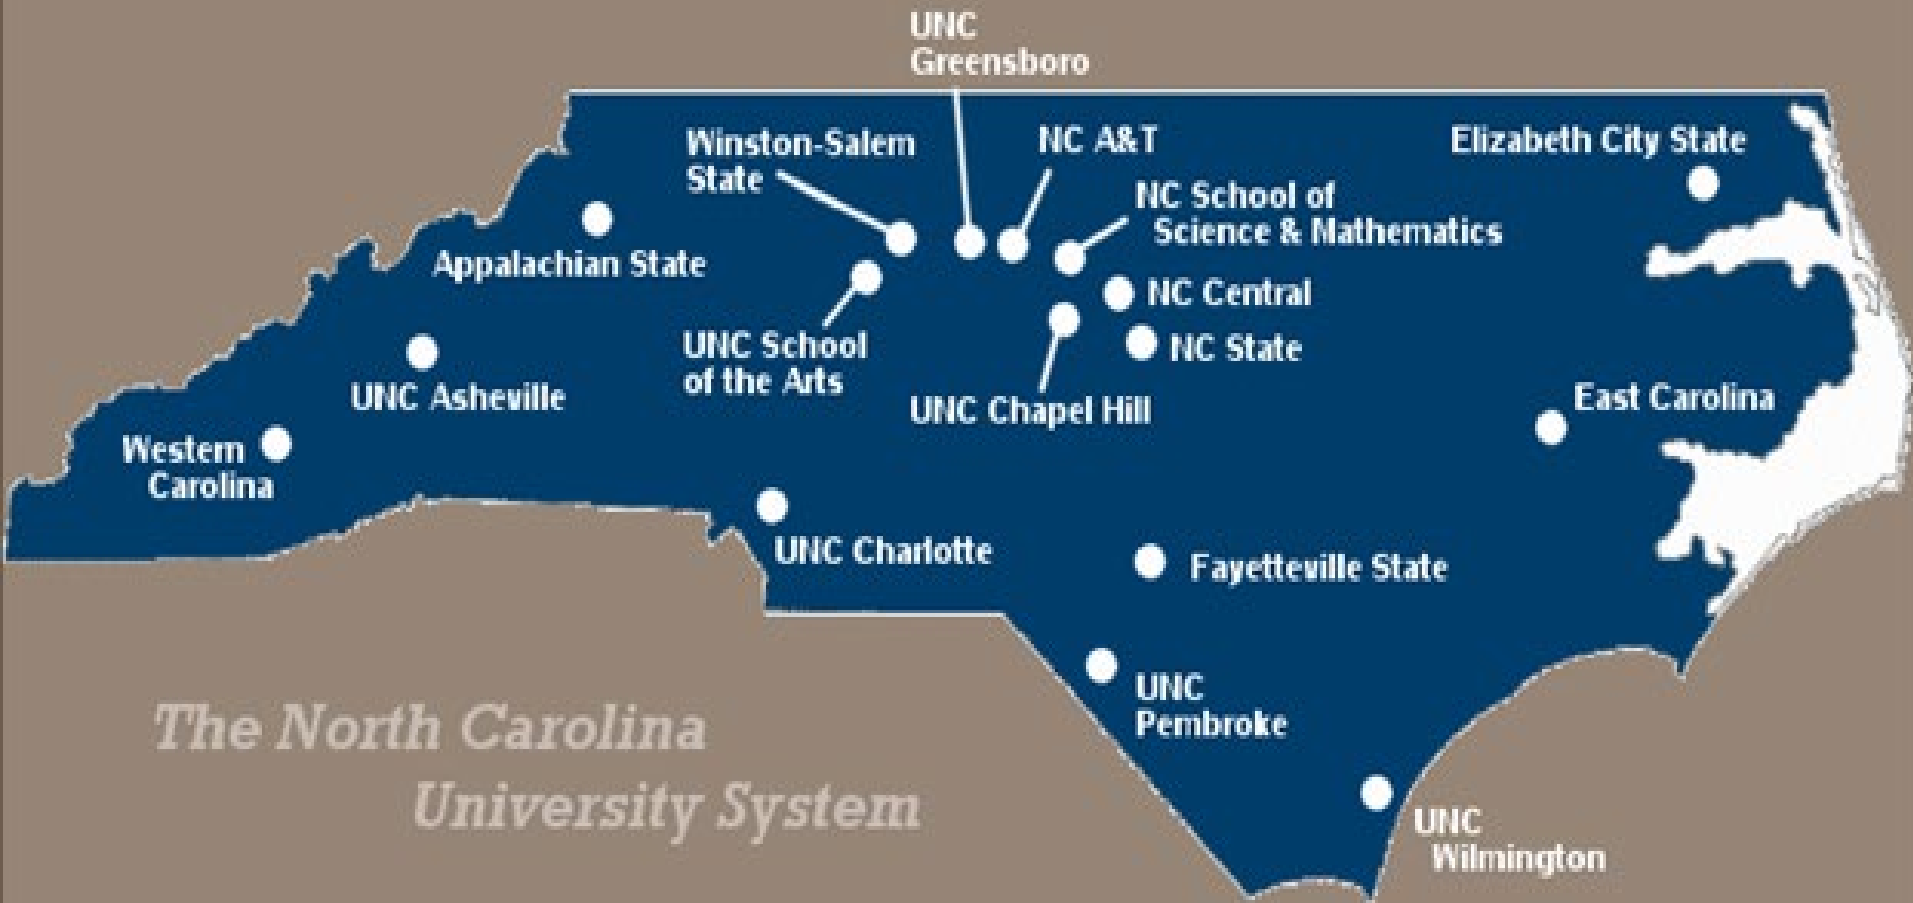 UNC
Greensboro
Winston-Salem
State
NC A&T
Elizabeth City State
NC School of
Science & Mathematics
Appalachian State
NC Central
UNC School
of the Arts
NC State
UNC Asheville
UNC Chapel Hill
East Carolina
Western
Carolina
UNC Charlotte
Fayetteville State
UNC
Pembroke
The North Carolina
University System
UNC
Wilmington